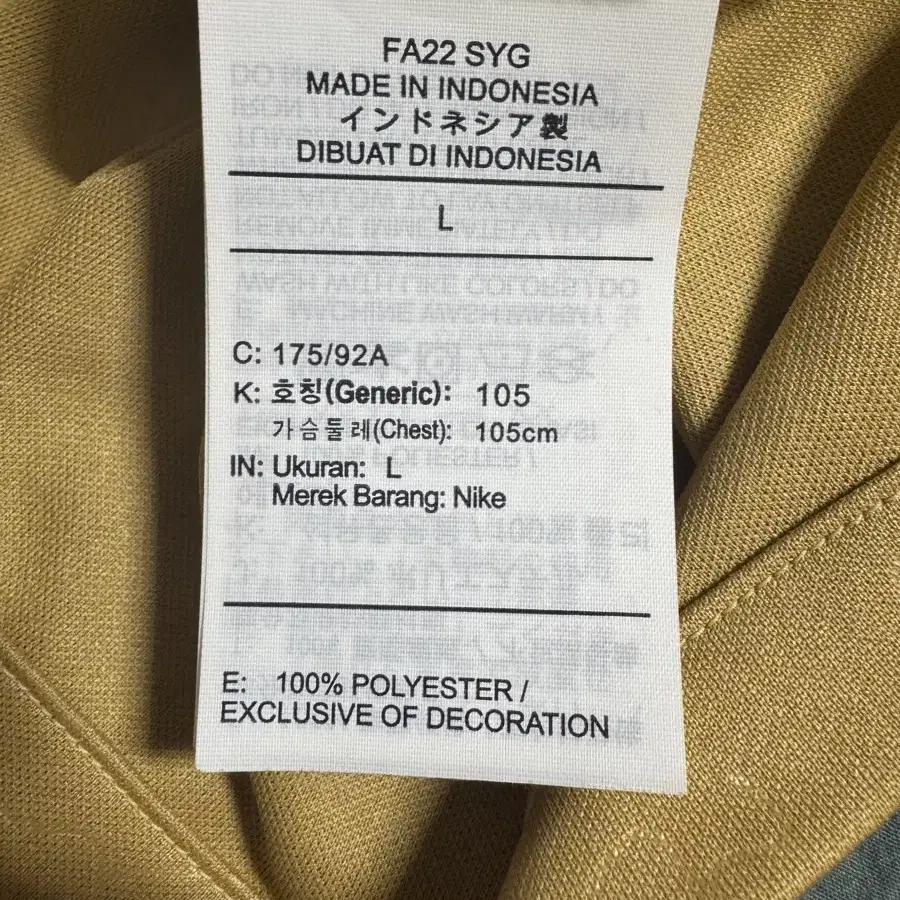 FA22 SYG
MADE IN INDONESIA
インドネシア製
DIBUAT DI INDONESIA
L
C: 175/92A
K: 호칭(Generic): 105
가슴둘레(Chest): 105cm
IN: Ukuran: L
Merek Barang: Nike
E: 100% POLYESTER /
EXCLUSIVE OF DECORATION